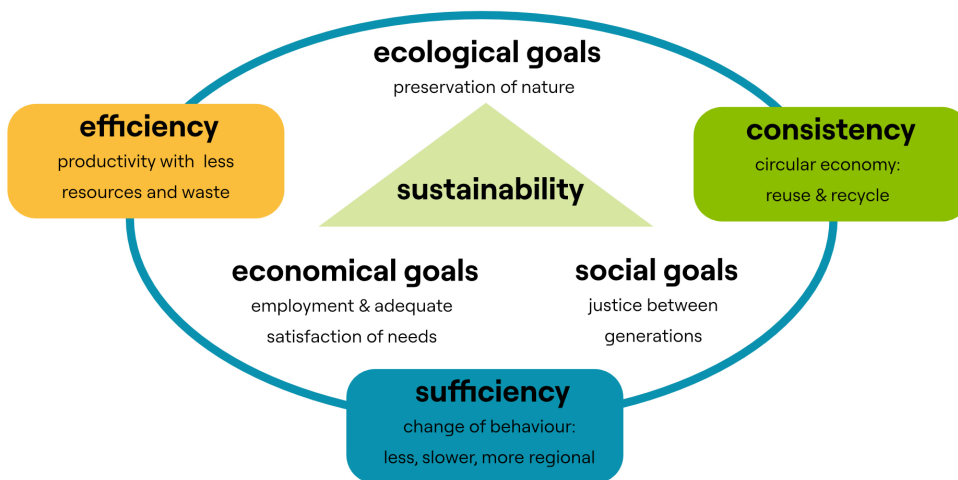 ecological goals
preservation of nature
efficiency
productivity with less
resources and waste
consistency
circular economy:
reuse & recycle
sustainability
economical goals
employment & adequate
satisfaction of needs
social goals
justice between
generations
sufficiency
change of behaviour:
less, slower, more regional